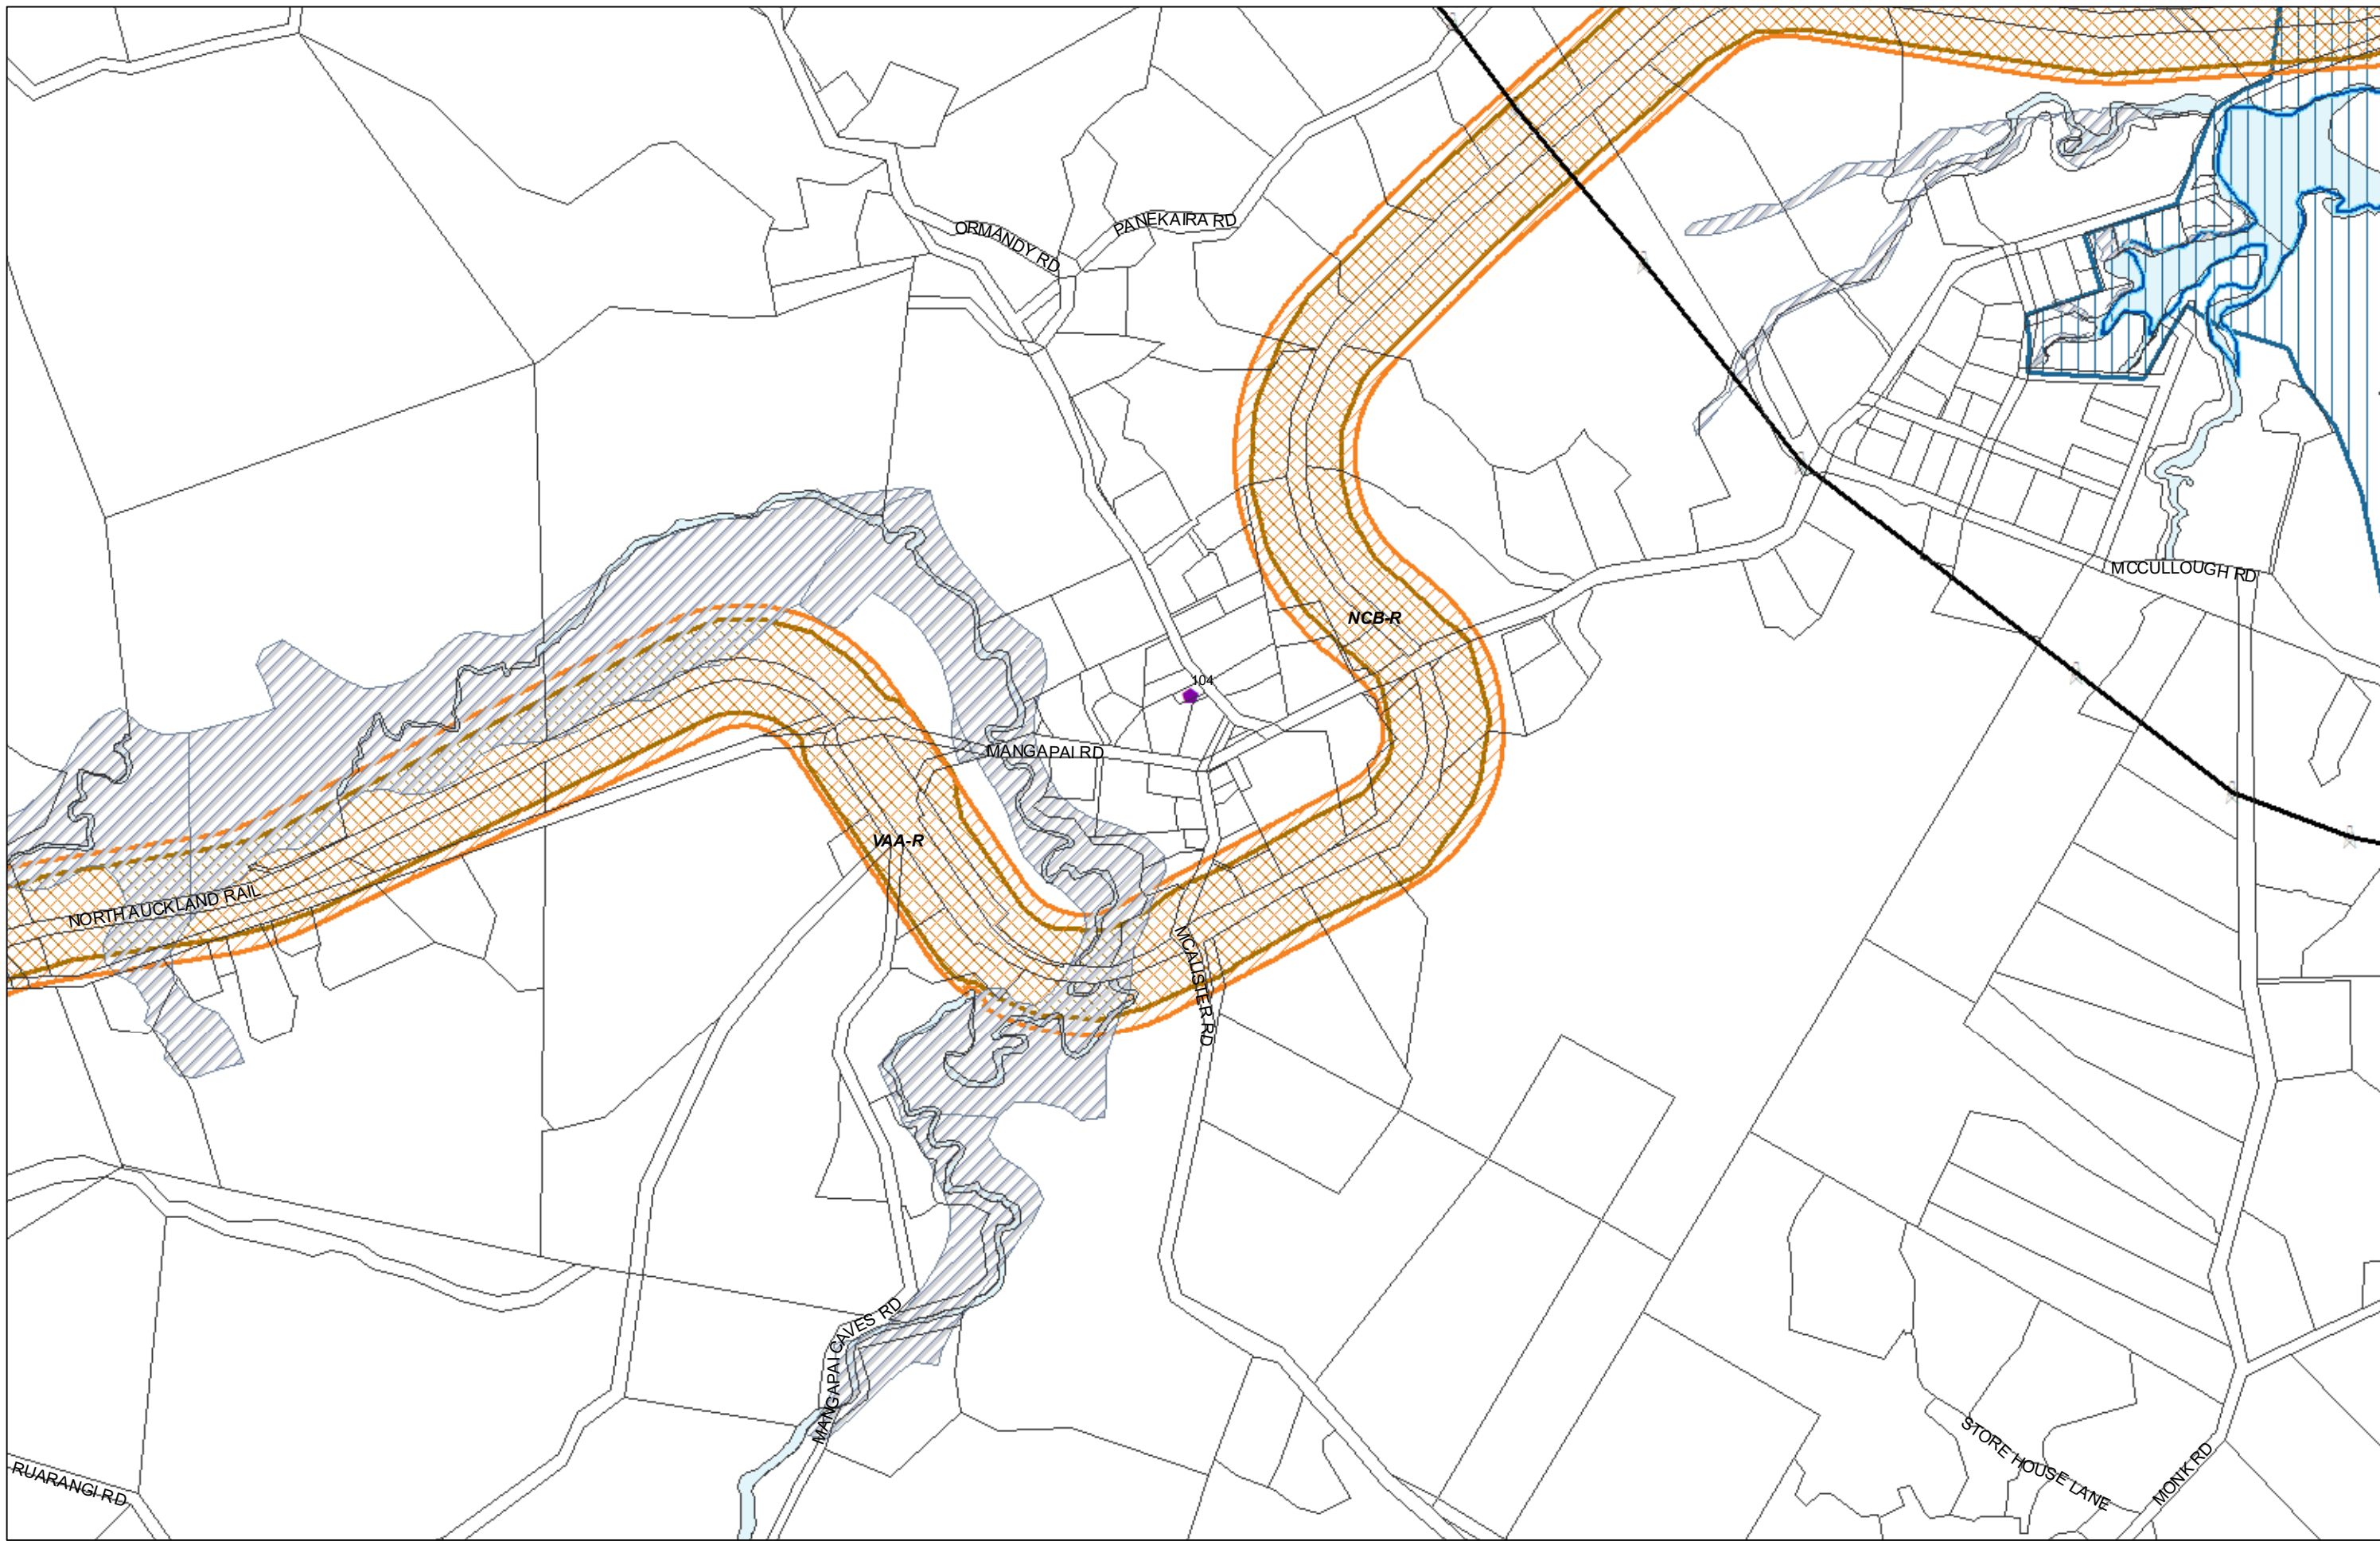 PANEKAIRA RD
ORMANDY RD
MCCULLOUGH RD
NCB-R
104
MANGAPAI RD
VAA-R
NORTH AUCKLAND RAIL
MCALISTER RD
MANGAPAI CAVES RD
STORE HOUSE LANE
MONK RD
RUARANGI RD